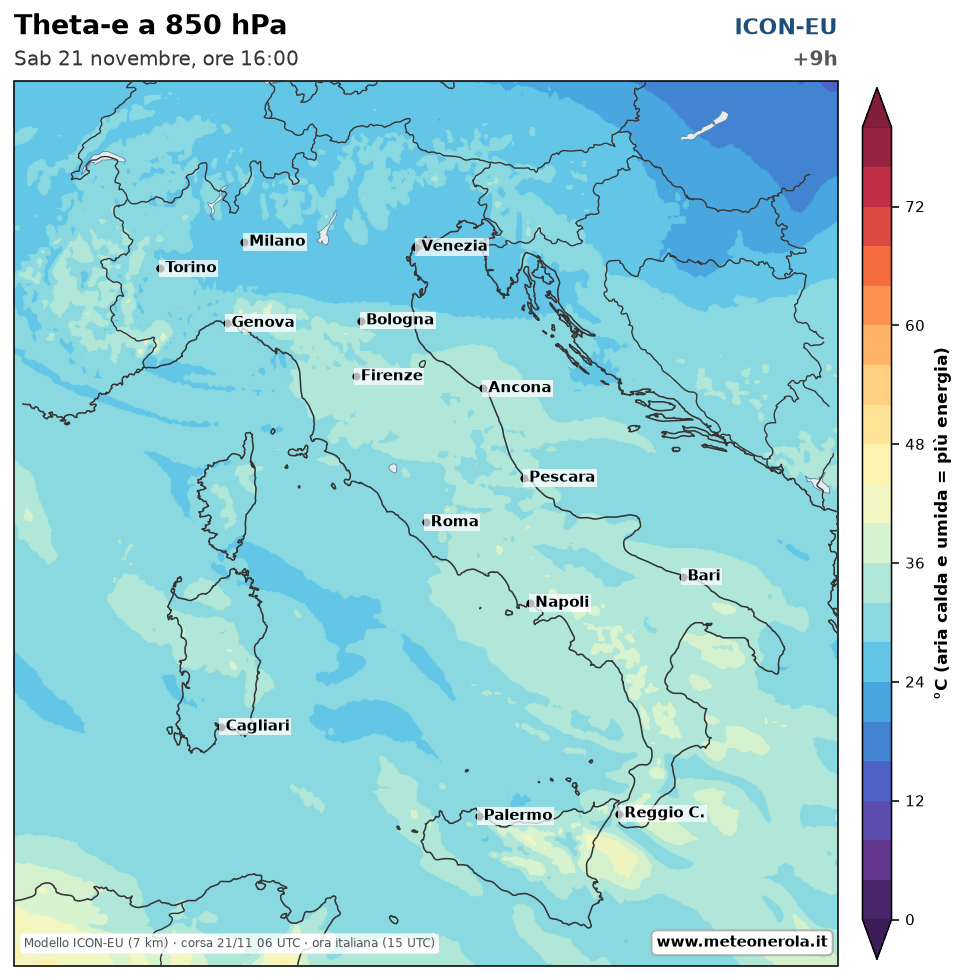 Theta-e a 850 hPa
ICON-EU
Sab 21 novembre, ore 16:00
+9h
Milano
Venezia
Torino
Genova
Bologna
Firenze
Ancona
Pescara
Roma
Bari
Napoli
Cagliari
Palermo
Reggio C.
72
60
48
36
24
12
0
°C (aria calda e umida = più energia)
Modello ICON-EU (7 km) · corsa 21/11 06 UTC · ora italiana (15 UTC)
www.meteonerola.it